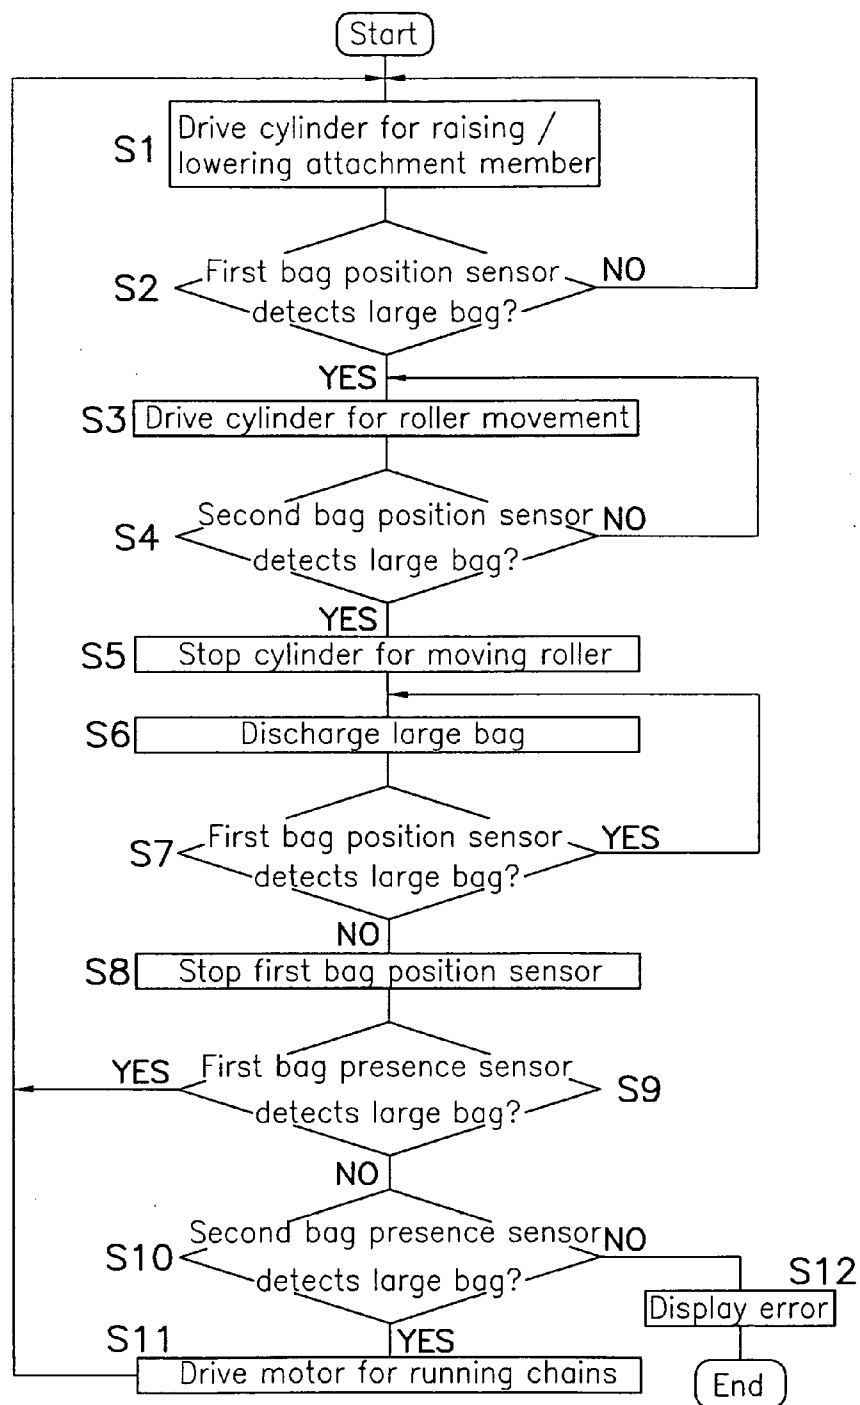 Start
S1
Drive cylinder for raising /
lowering attachment member
S2
First bag position sensor
detects large bag?
NO
YES
S3
Drive cylinder for roller movement
S4
Second bag position sensor
detects large bag?
NO
YES
S5
Stop cylinder for moving roller
S6
Discharge large bag
S7
First bag position sensor
detects large bag?
YES
NO
S8
Stop first bag position sensor
YES
First bag presence sensor
detects large bag?
S9
NO
S10
Second bag presence sensor
detects large bag?
NO
S12
Display error
YES
S11
Drive motor for running chains
End